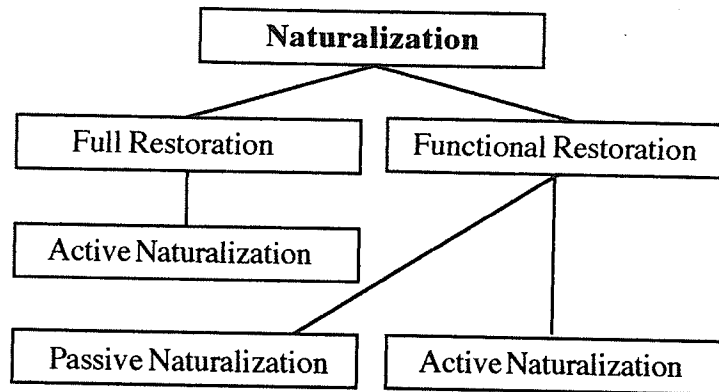 Naturalization
Full Restoration
Functional Restoration
Active Naturalization
Passive Naturalization
Active Naturalization